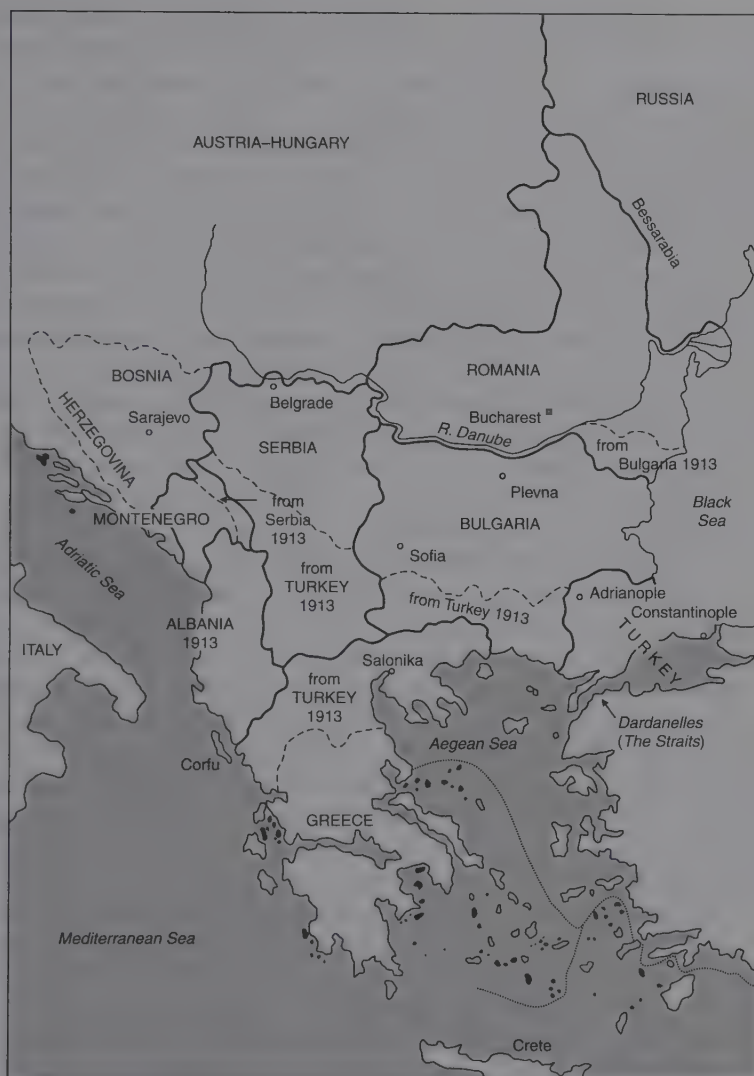 RUSSIA
AUSTRIA–HUNGARY
Bessarabia
BOSNIA
ROMANIA
HERZEGOVINA
Belgrade
Sarajevo
Bucharest
R. Danube
SERBIA
from
Bulgaria 1913
Plevna
MONTENEGRO
from
Serbia
1913
BULGARIA
Black
Sea
Adriatic Sea
Sofia
from
TURKEY
1913
from Turkey 1913
Adrianople
Constantinople
ALBANIA
1913
ITALY
TURKEY
Salonika
from
TURKEY
1913
Dardanelles
(The Straits)
Aegean Sea
Corfu
GREECE
Mediterranean Sea
Crete